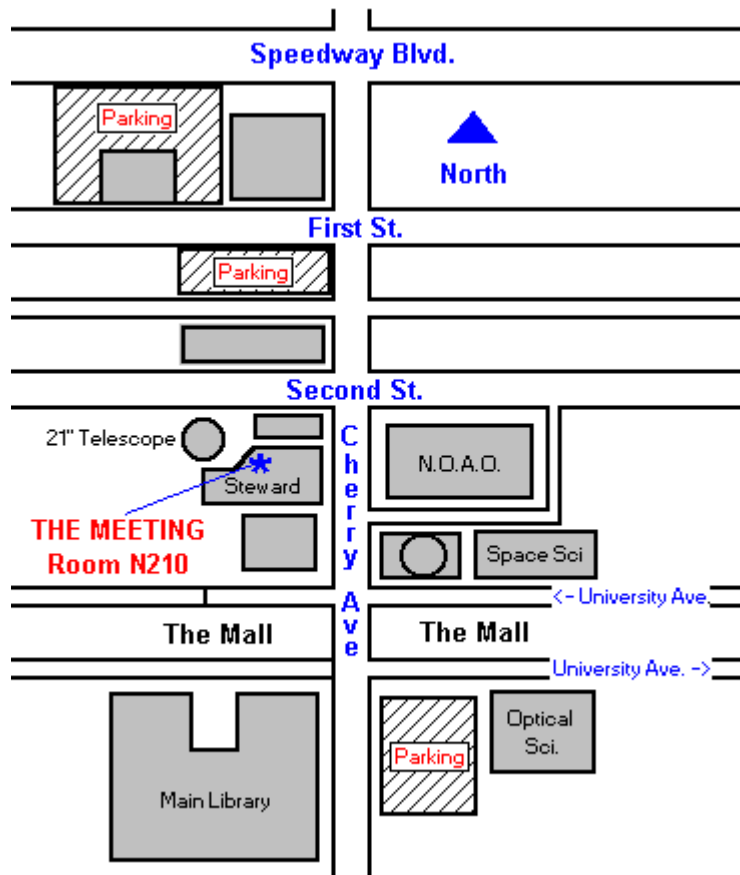 Speedway Blvd.
Parking
North
First St.
Parking
Second St.
21" Telescope
Cherry Ave
N.O.A.O.
Steward
THE MEETING
Room N210
Space Sci
<- University Ave.
The Mall
The Mall
University Ave. ->
Optical
Sci.
Parking
Main Library